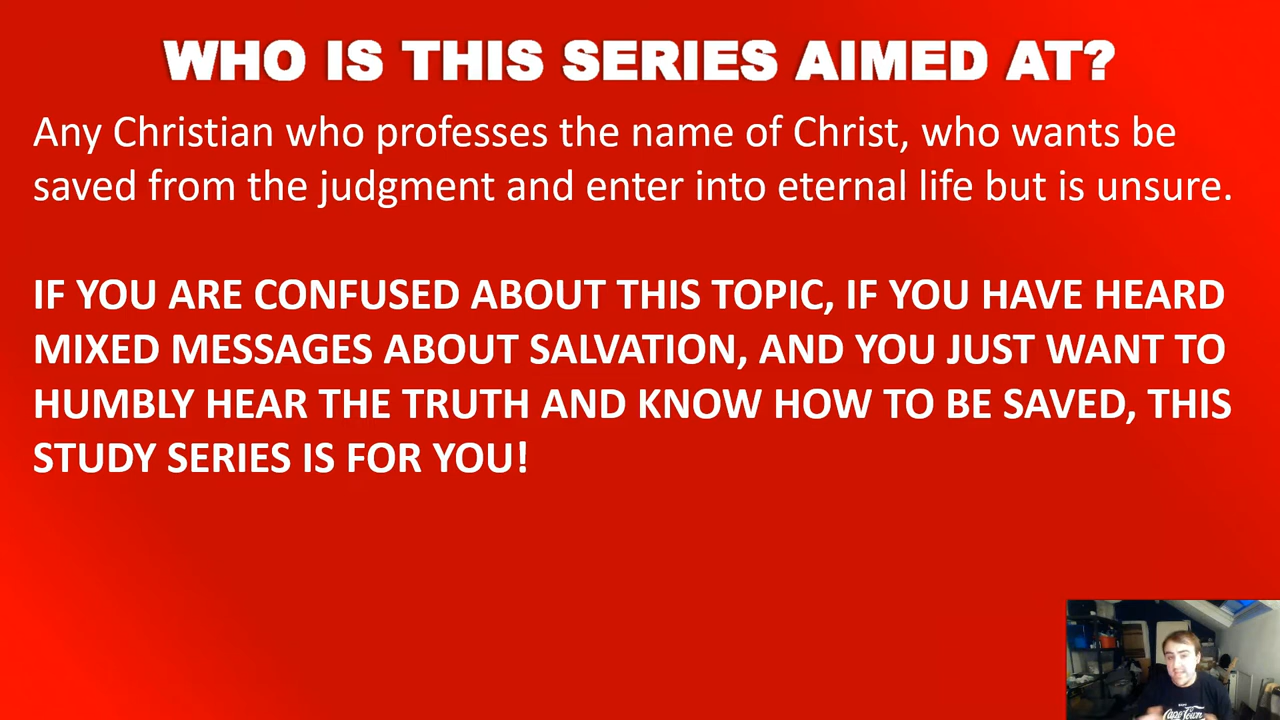 WHO IS THIS SERIES AIMED AT?
Any Christian who professes the name of Christ, who wants be
saved from the judgment and enter into eternal life but is unsure.
IF YOU ARE CONFUSED ABOUT THIS TOPIC, IF YOU HAVE HEARD
MIXED MESSAGES ABOUT SALVATION, AND YOU JUST WANT TO
HUMBLY HEAR THE TRUTH AND KNOW HOW TO BE SAVED, THIS
STUDY SERIES IS FOR YOU!
Cape Town